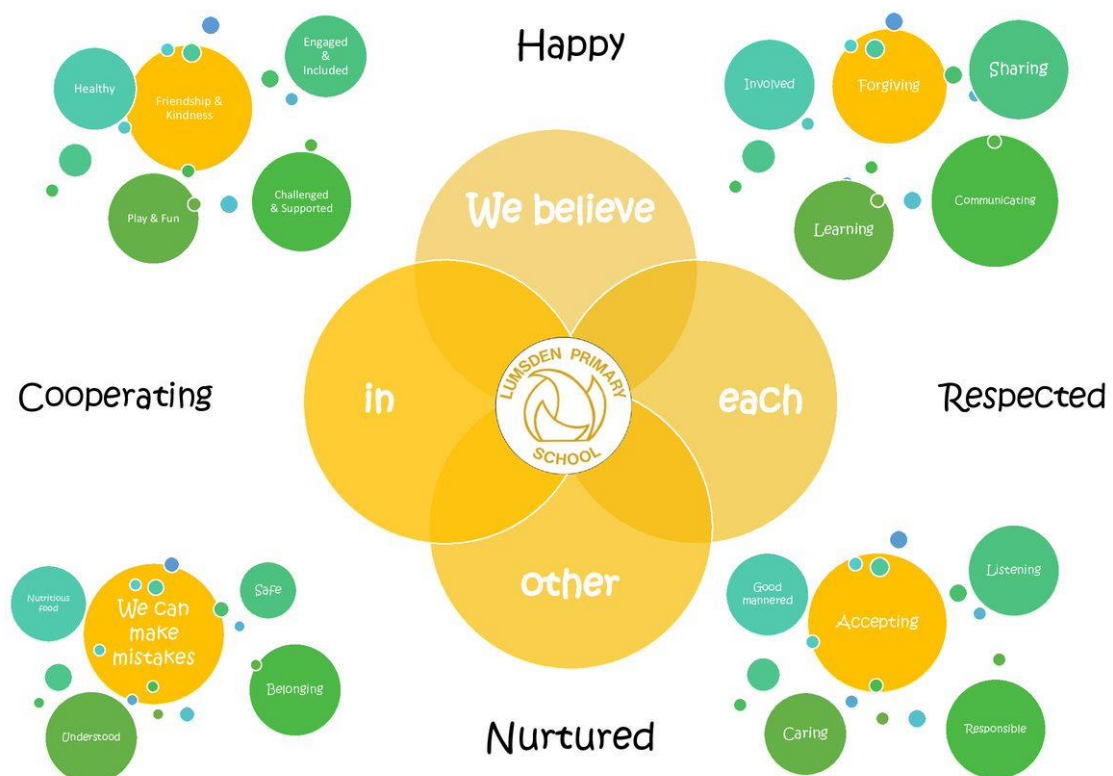 Happy
Healthy
Friendship &
Kindness
Engaged
&
Included
Play & Fun
Challenged
& Supported
Involved
Forgiving
Sharing
Learning
Communicating
We believe
in
each
other
LUMSDEN PRIMARY
SCHOOL
Cooperating
Respected
Nutritious
food
We can
make
mistakes
Safe
Belonging
Understood
Good
mannered
Accepting
Listening
Caring
Responsible
Nurtured